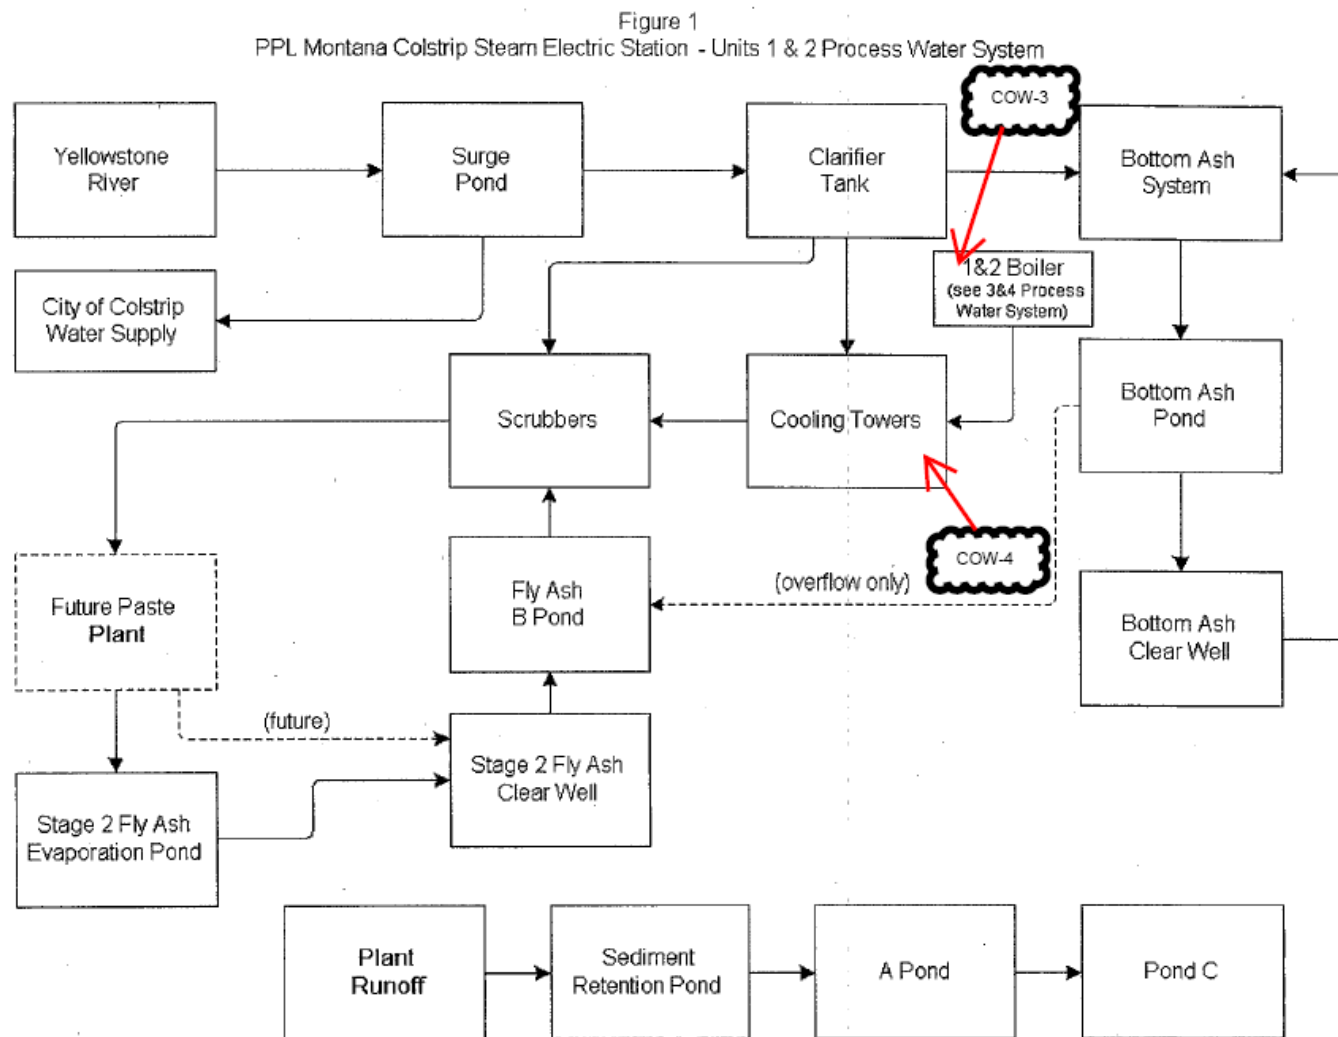 Figure 1
PPL Montana Colstrip Steam Electric Station - Units 1 & 2 Process Water System
COW-3
Yellowstone
River
Surge
Pond
Clarifier
Tank
Bottom Ash
System
1&2 Boiler
(see 3&4 Process
Water System)
City of Colstrip
Water Supply
Scrubbers
Cooling Towers
Bottom Ash
Pond
COW-4
(overflow only)
Fly Ash
B Pond
Future Paste
Plant
Bottom Ash
Clear Well
(future)
Stage 2 Fly Ash
Clear Well
Stage 2 Fly Ash
Evaporation Pond
Plant
Runoff
Sediment
Retention Pond
A Pond
Pond C